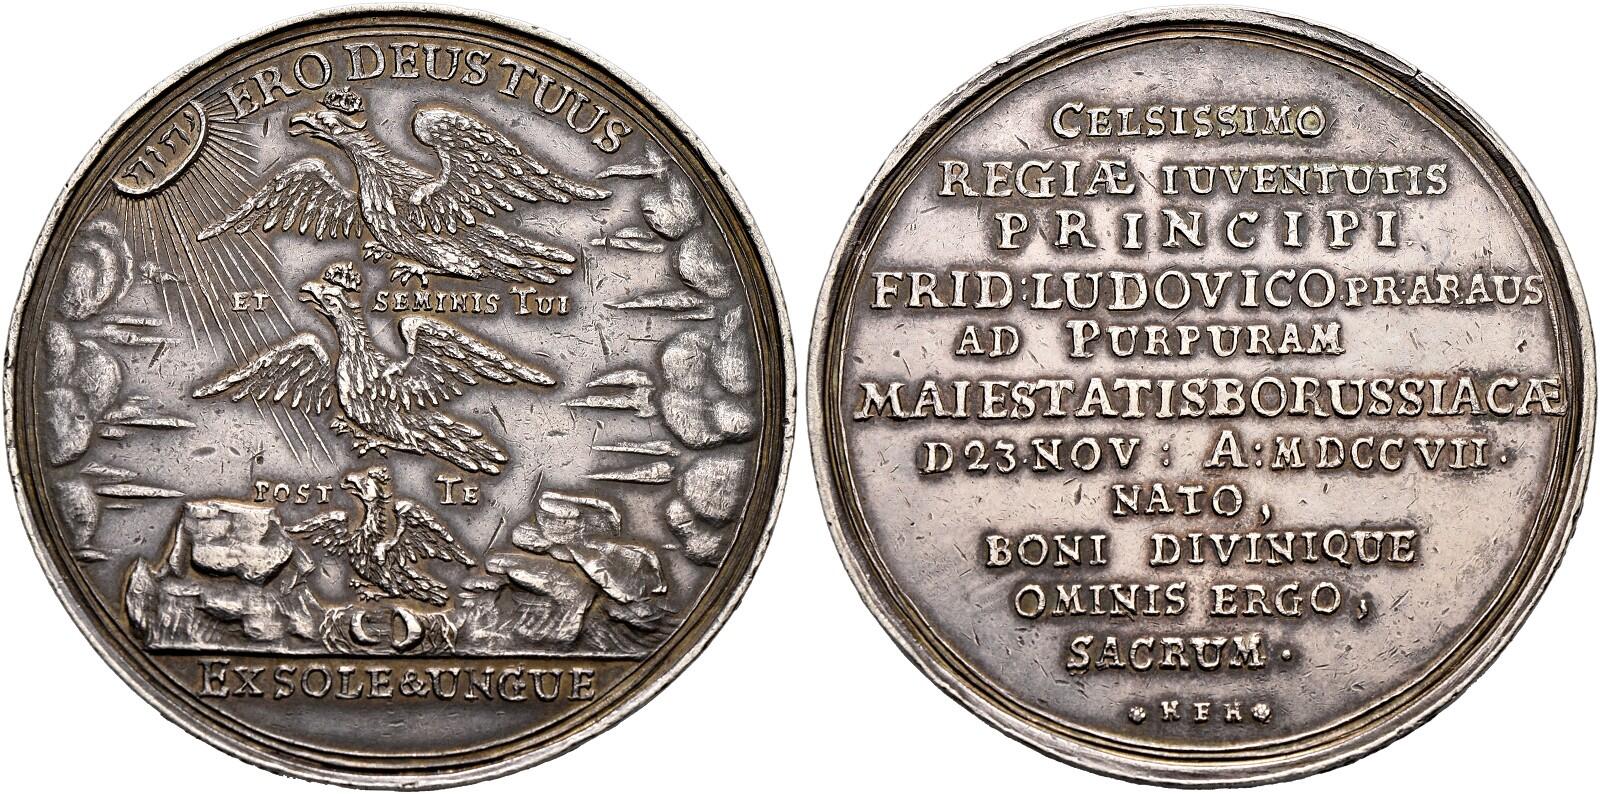 יהוה
ERO DEUS TUUS
ET SEMINIS TUI
POST TE
EX SOLE & UNGUE
CELSISSIMO
REGIÆ IUVENTUTIS
PRINCIPI
FRID:LUDOVICO.PR:ARAUS
AD PURPURAM
MAIESTATIS BORUSSIACÆ
D 23.NOV: A:MDCCVII.
NATO,
BONI DIVINIQUE
OMINIS ERGO,
SACRUM.
HFH